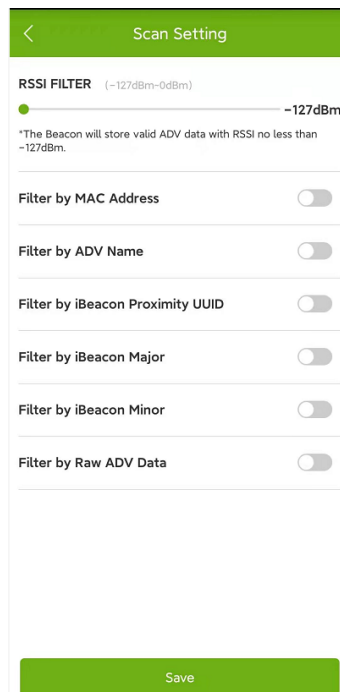 Scan Setting
RSSI FILTER (-127dBm-0dBm)
-127dBm
*The Beacon will store valid ADV data with RSSI no less than
-127dBm.
Filter by MAC Address
Filter by ADV Name
Filter by iBeacon Proximity UUID
Filter by iBeacon Major
Filter by iBeacon Minor
Filter by Raw ADV Data
Save